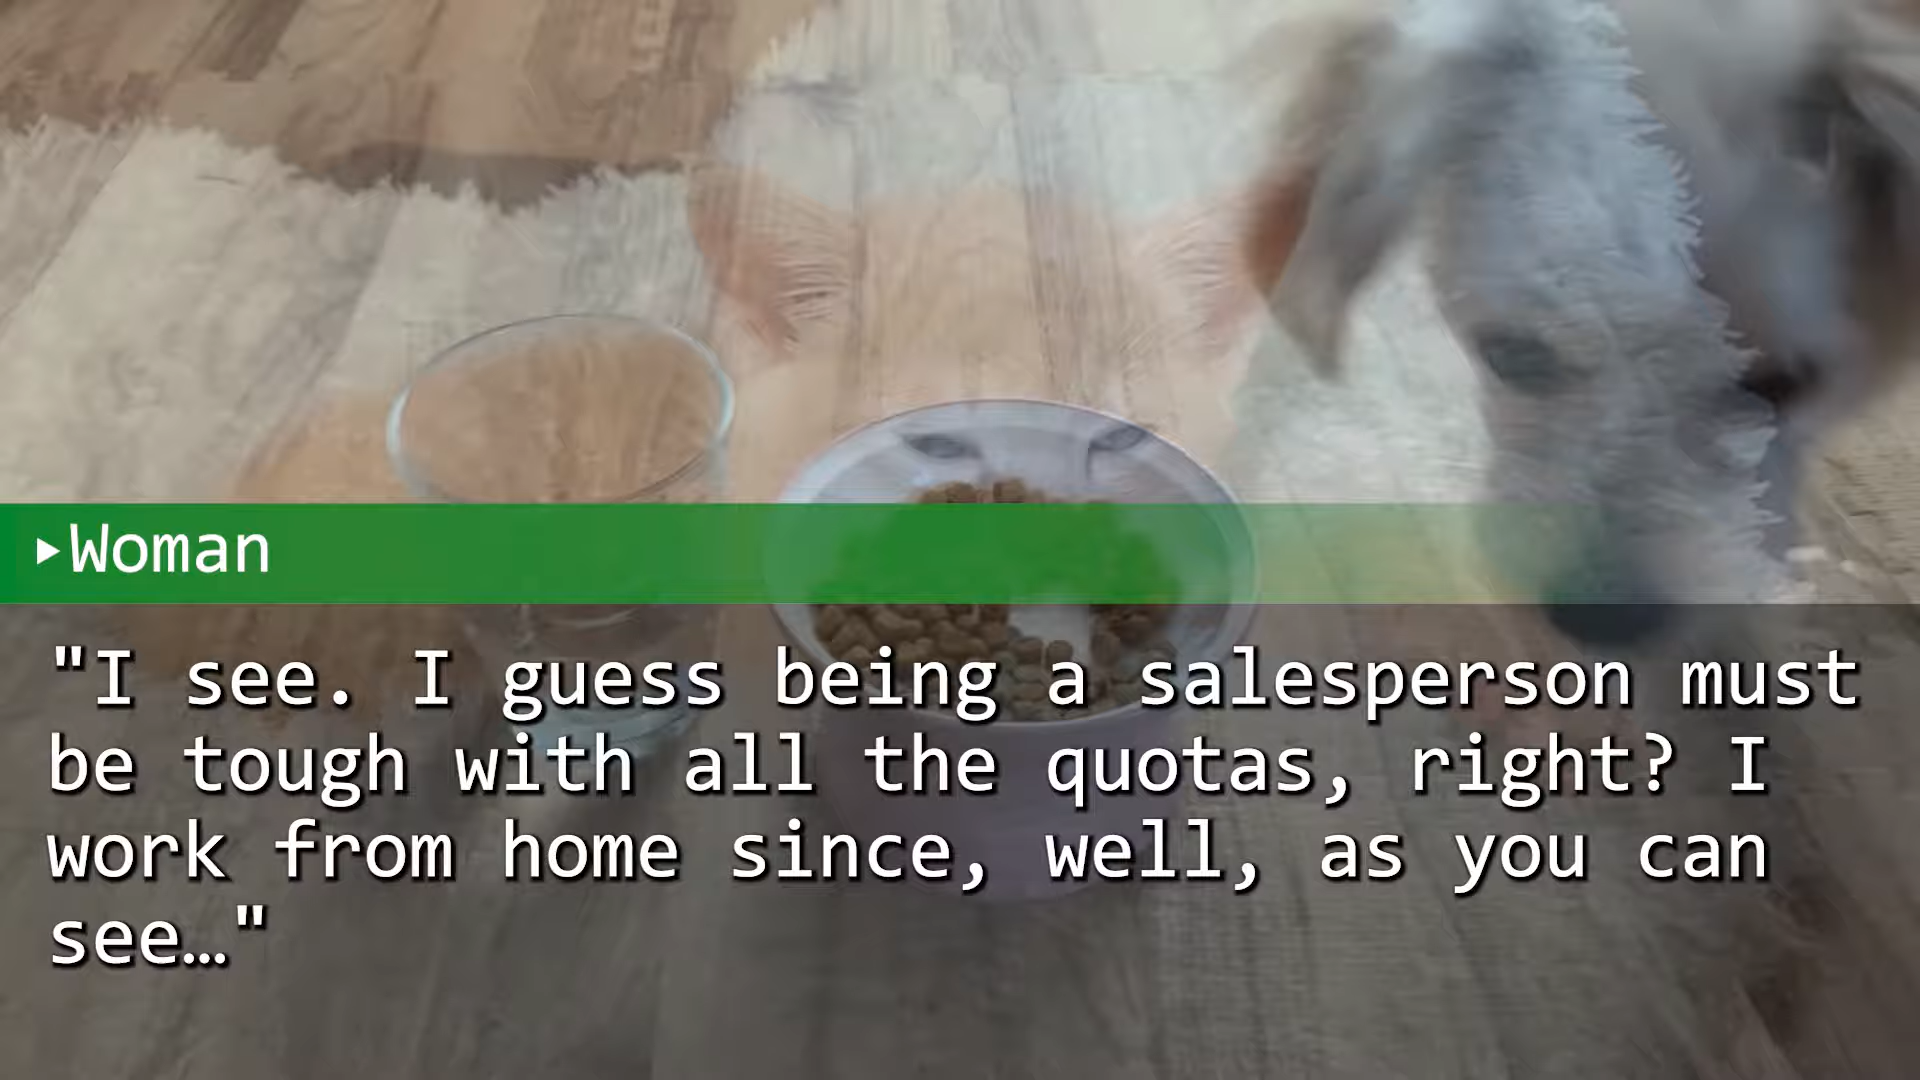 ▶Woman
"I see. I guess being a salesperson must
be tough with all the quotas, right? I
work from home since, well, as you can
see…"